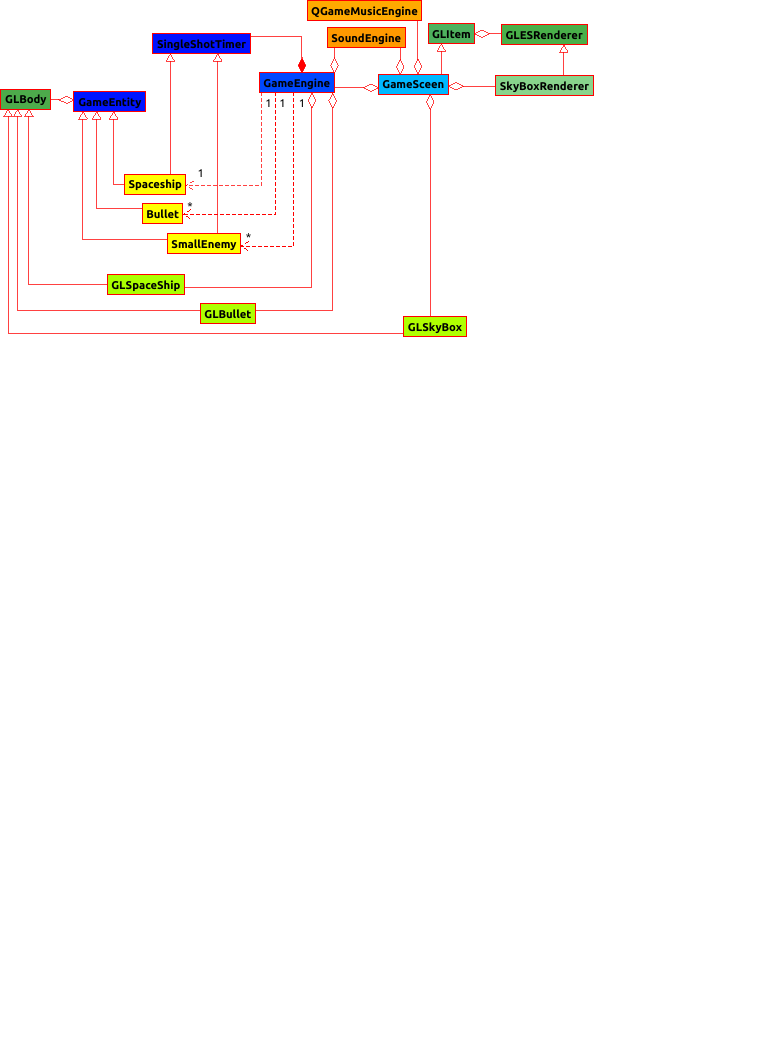 QGameMusicEngine
SoundEngine
GLItem
GLESRenderer
SingleShotTimer
GameEngine
GameSceen
SkyBoxRenderer
GLBody
GameEntity
1
1
1
1
Spaceship
*
Bullet
*
SmallEnemy
GLSpaceShip
GLBullet
GLSkyBox